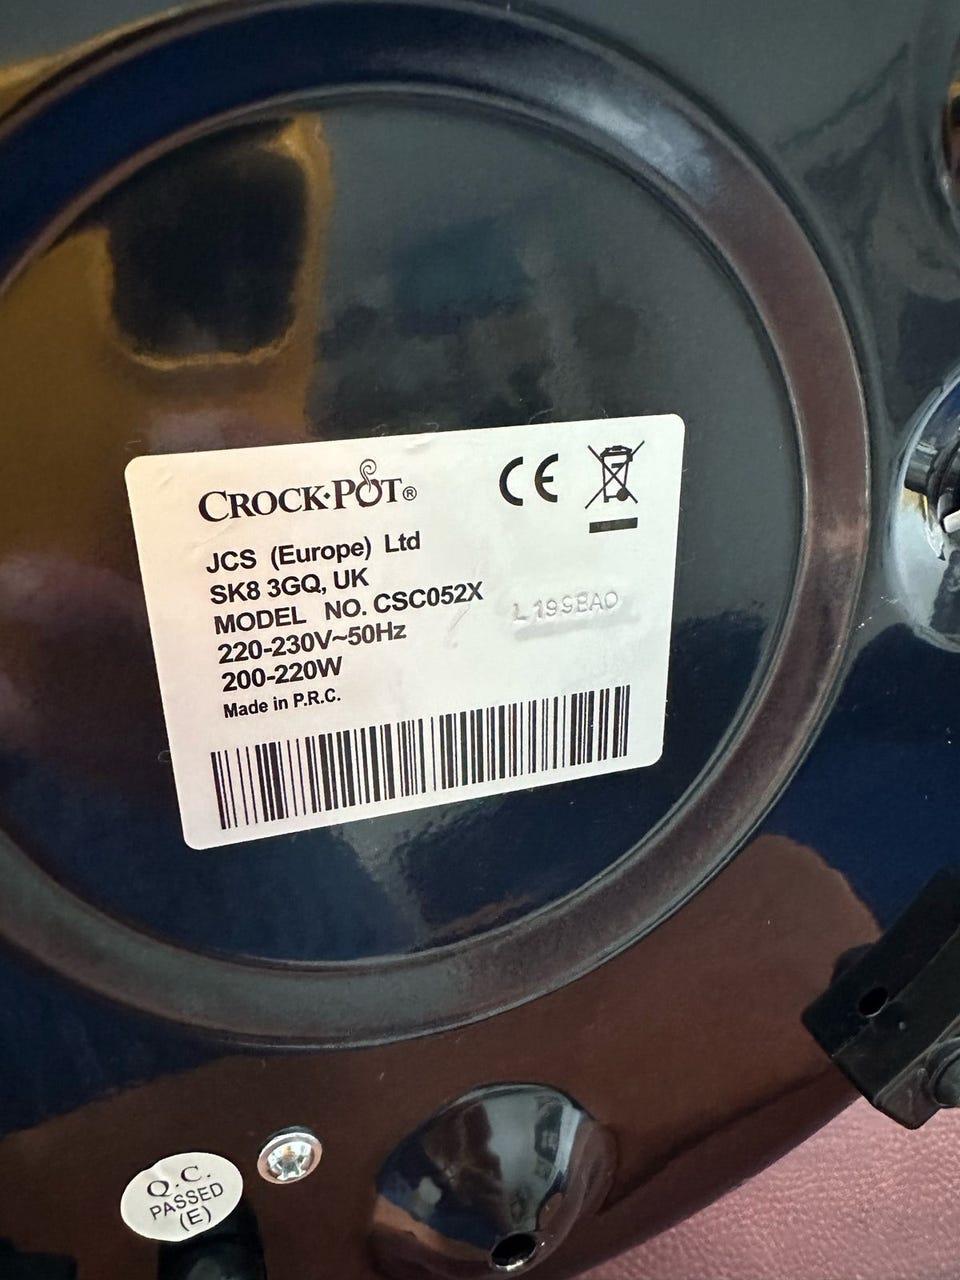 CROCK·POT®
CE
JCS (Europe) Ltd
SK8 3GQ, UK
MODEL NO. CSC052X
220-230V~50Hz
200-220W
Made in P.R.C.
Q.C.
PASSED
(E)